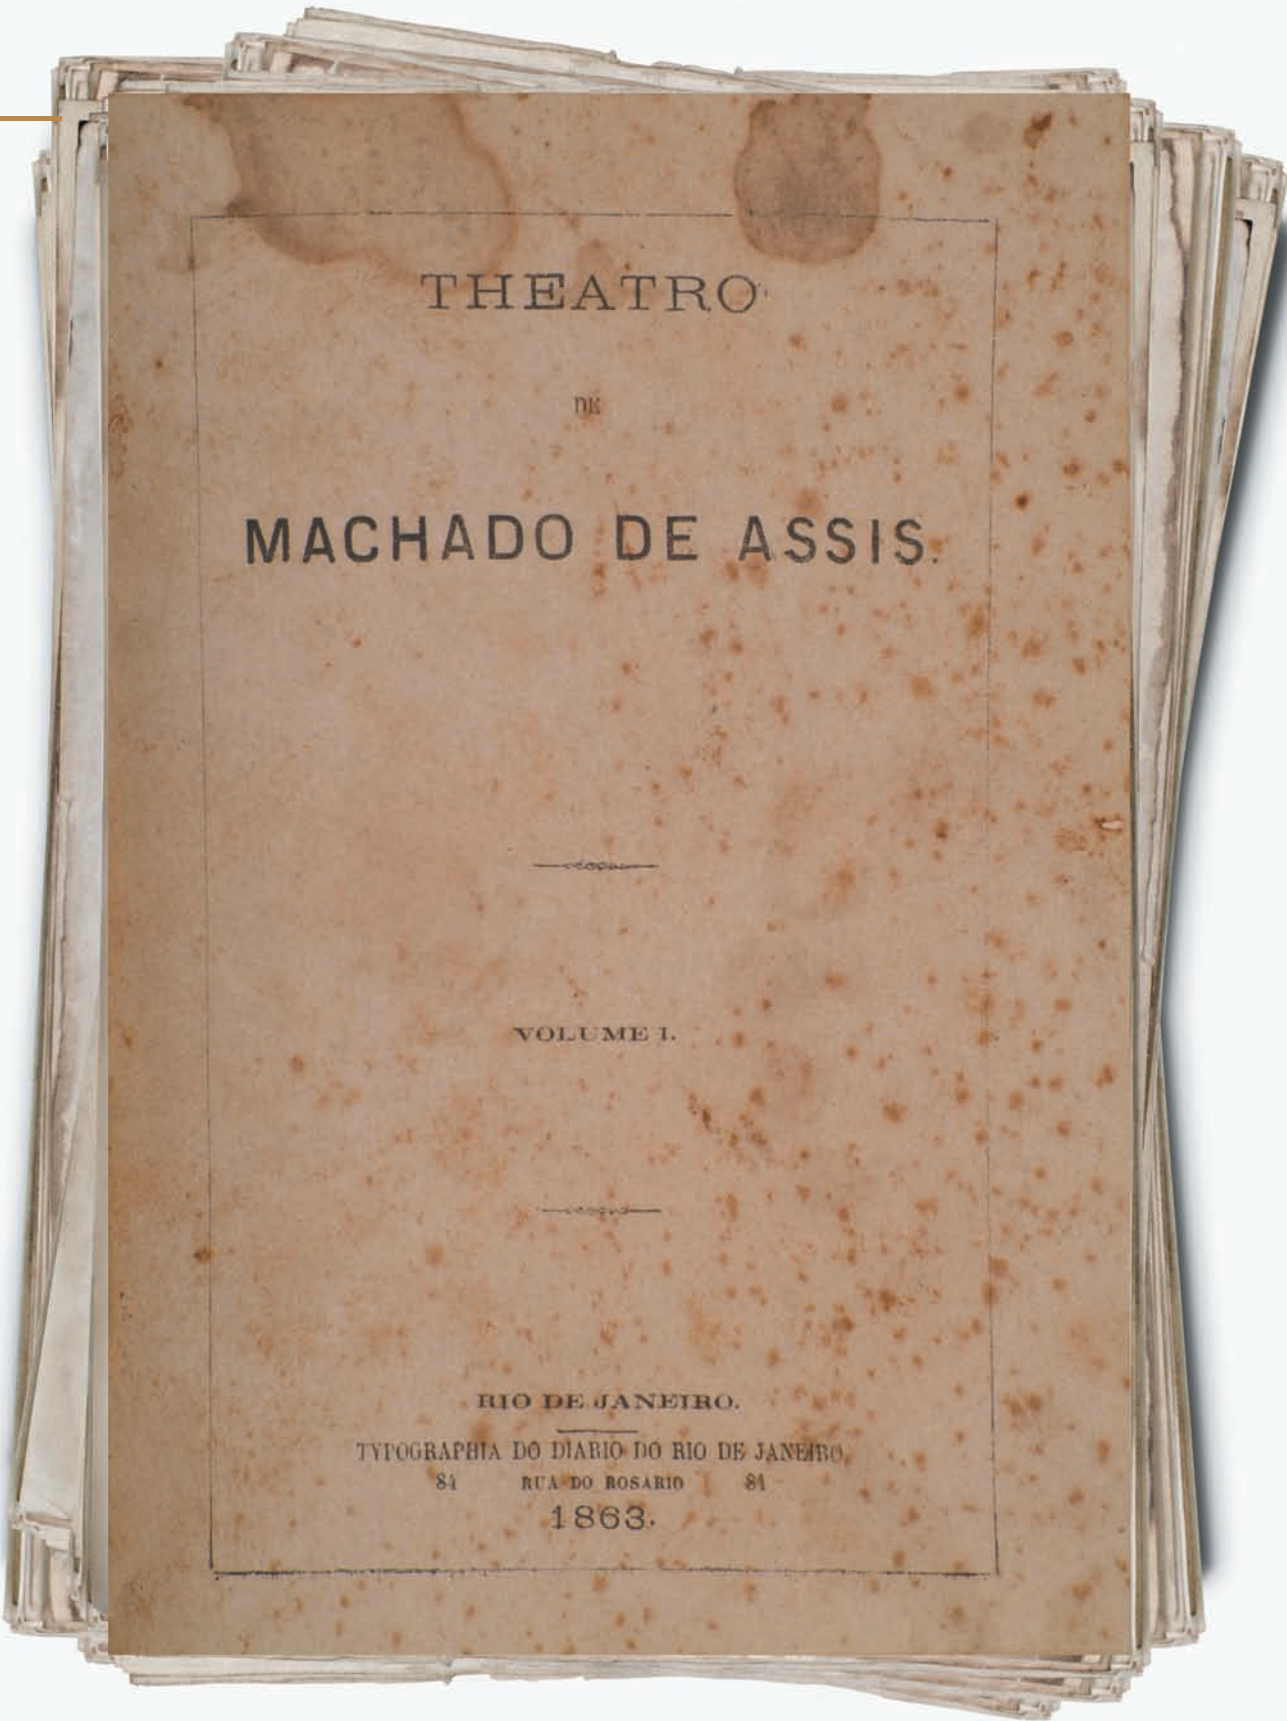 THEATRO
DE
MACHADO DE ASSIS.
VOLUME I.
RIO DE JANEIRO.
TYPOGRAPHIA DO DIARIO DO RIO DE JANEIRO
84 RUA DO ROSARIO 84
1863.